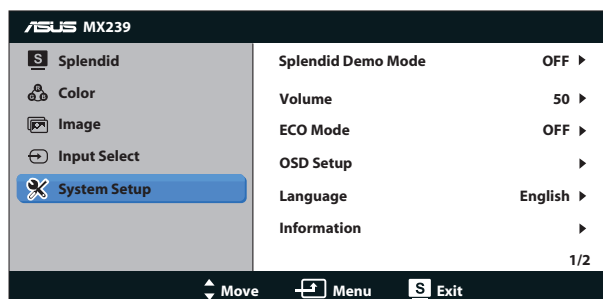 ASUS MX239
S Splendid
Color
Image
Input Select
System Setup
Splendid Demo Mode OFF
Volume 50
ECO Mode OFF
OSD Setup
Language English
Information
1/2
Move Menu S Exit